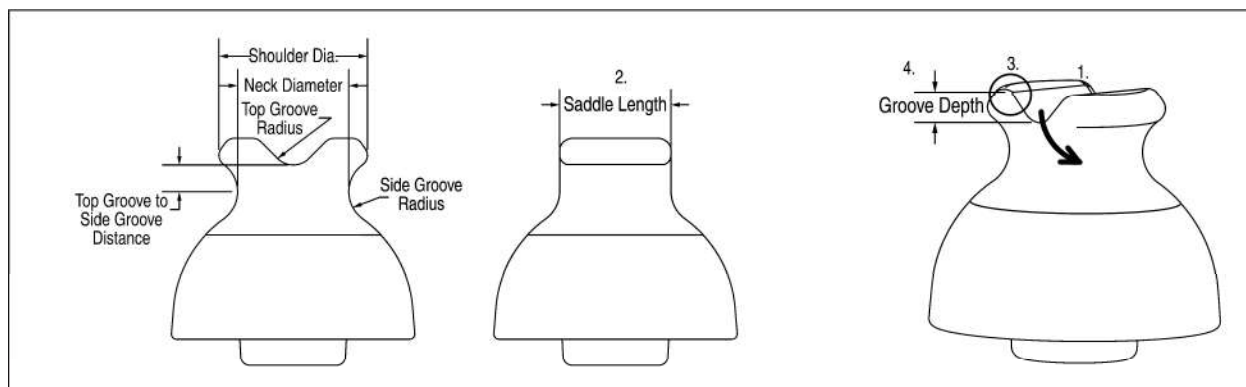 Shoulder Dia.
Neck Diameter
Top Groove
Radius
Top Groove to
Side Groove
Distance
Side Groove
Radius
2.
Saddle Length
4.
3.
1.
Groove Depth